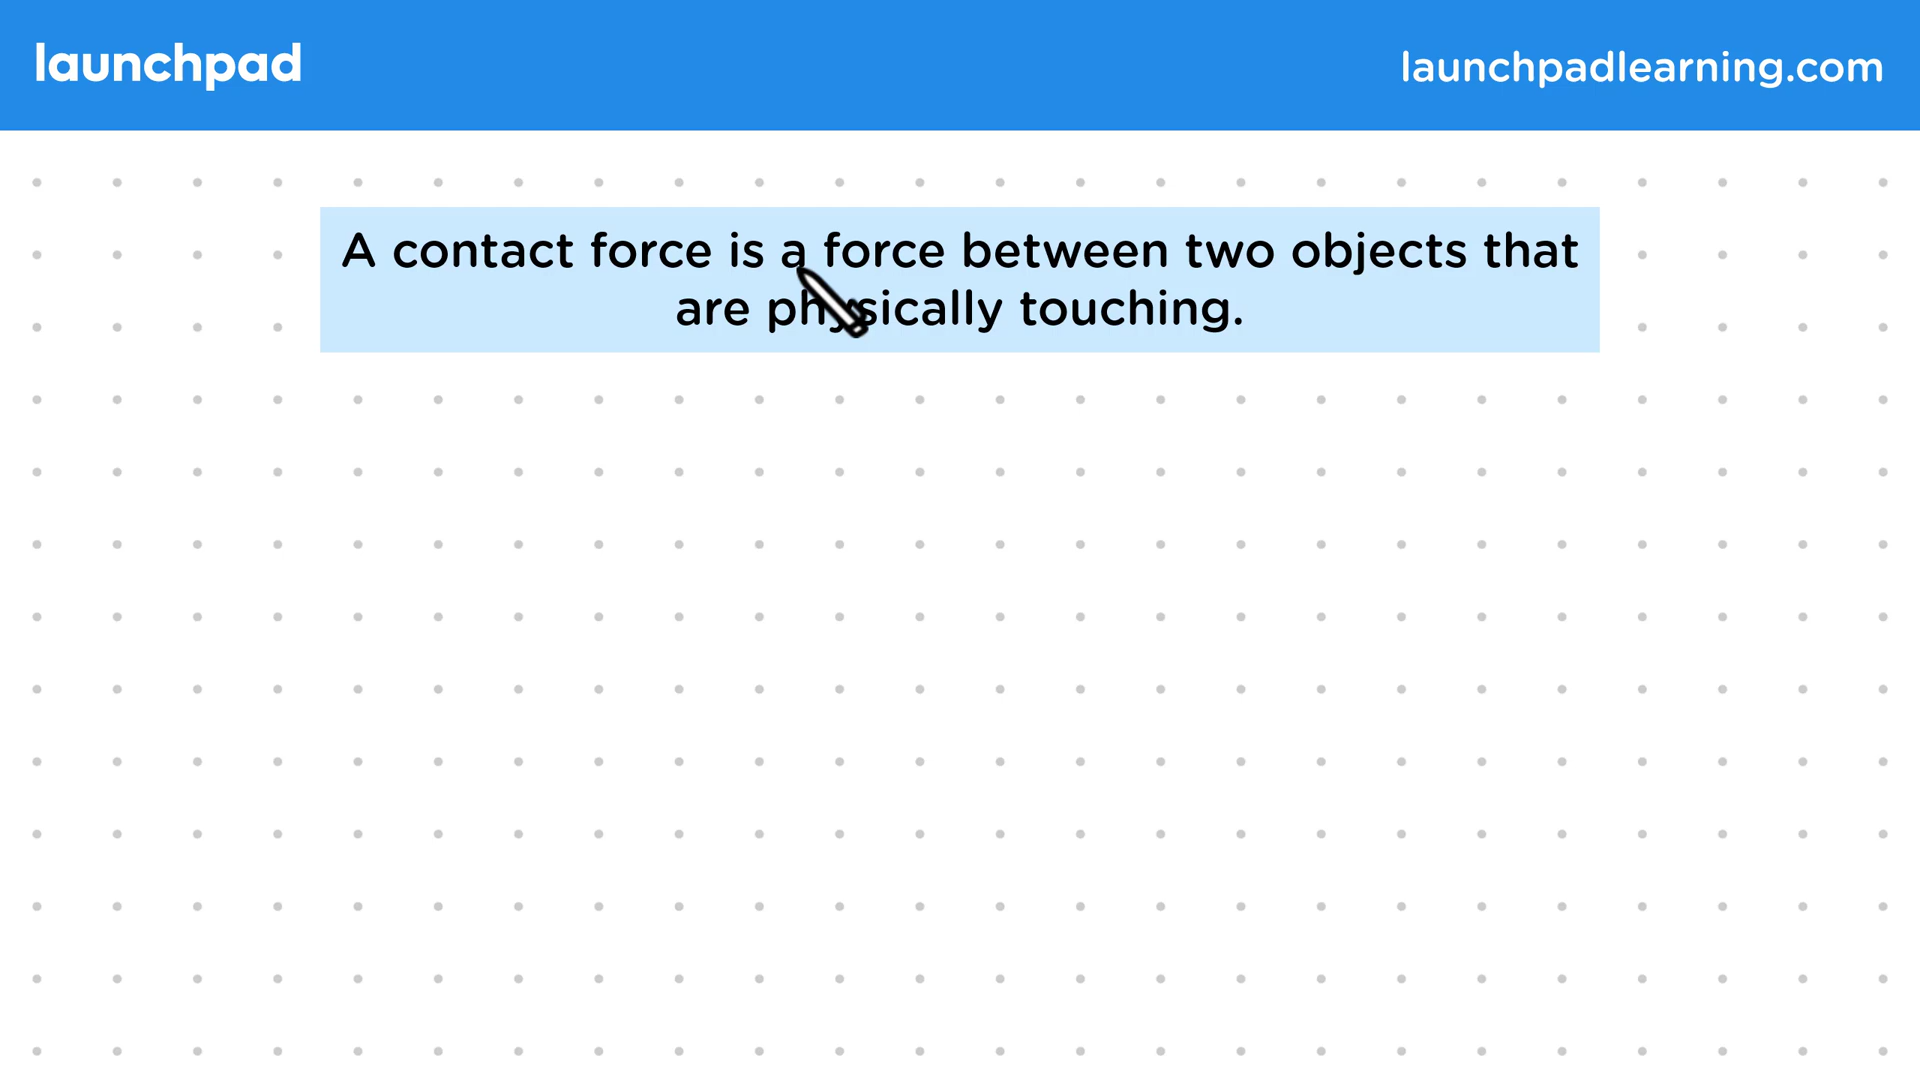 launchpad
launchpadlearning.com
A contact force is a force between two objects that
are physically touching.